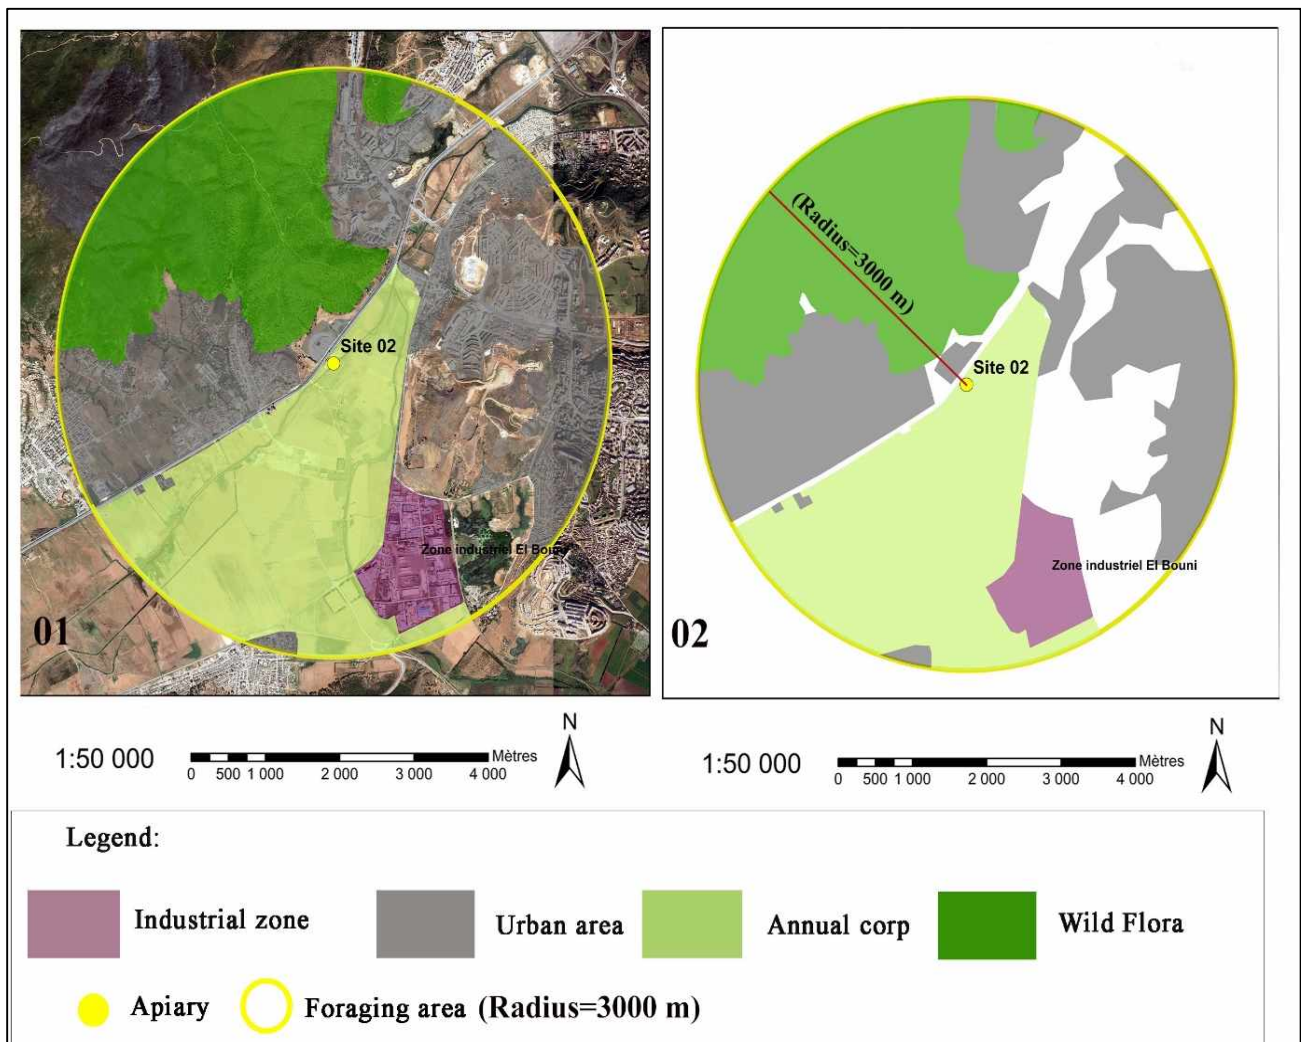 (Radius=3000 m)
Site 02
Site 02
Zone industriel El Bouni
Zone industriel El Bouni
01
02
N
N
1:50 000
Mètres
0 500 1 000 2 000 3 000 4 000
1:50 000
Mètres
0 500 1 000 2 000 3 000 4 000
Legend:
Industrial zone
Urban area
Annual corp
Wild Flora
Apiary
Foraging area (Radius=3000 m)